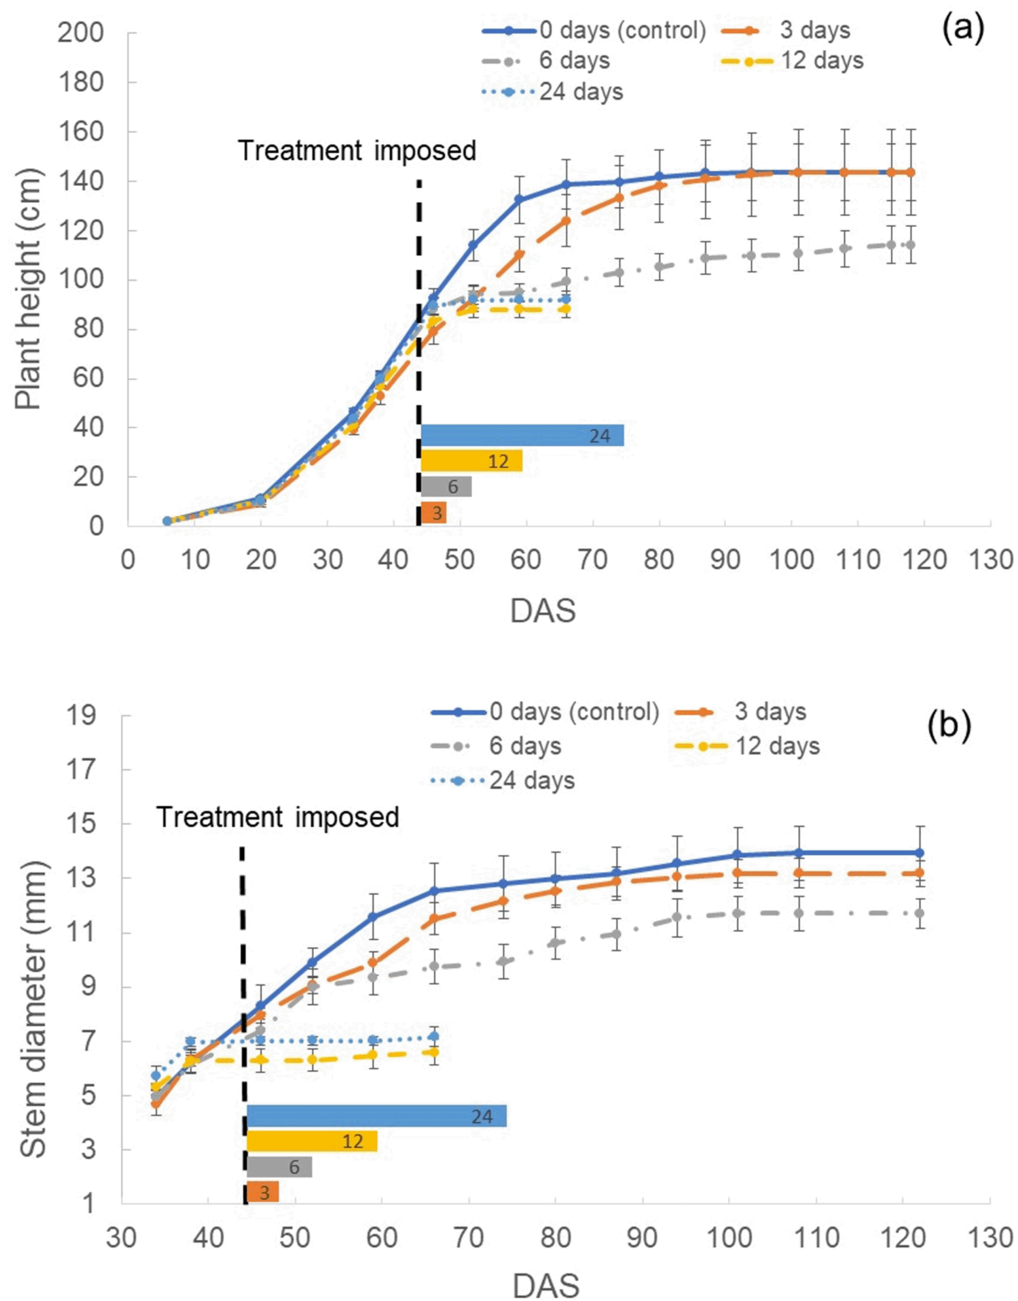 (a)
0 days (control) 3 days
6 days 12 days
24 days
Treatment imposed
Plant height (cm)
200
180
160
140
120
100
80
60
40
20
0
24
12
6
3
0 10 20 30 40 50 60 70 80 90 100 110 120 130
DAS
(b)
0 days (control) 3 days
6 days 12 days
24 days
Treatment imposed
Stem diameter (mm)
19
17
15
13
11
9
7
5
3
1
24
12
6
3
30 40 50 60 70 80 90 100 110 120 130
DAS